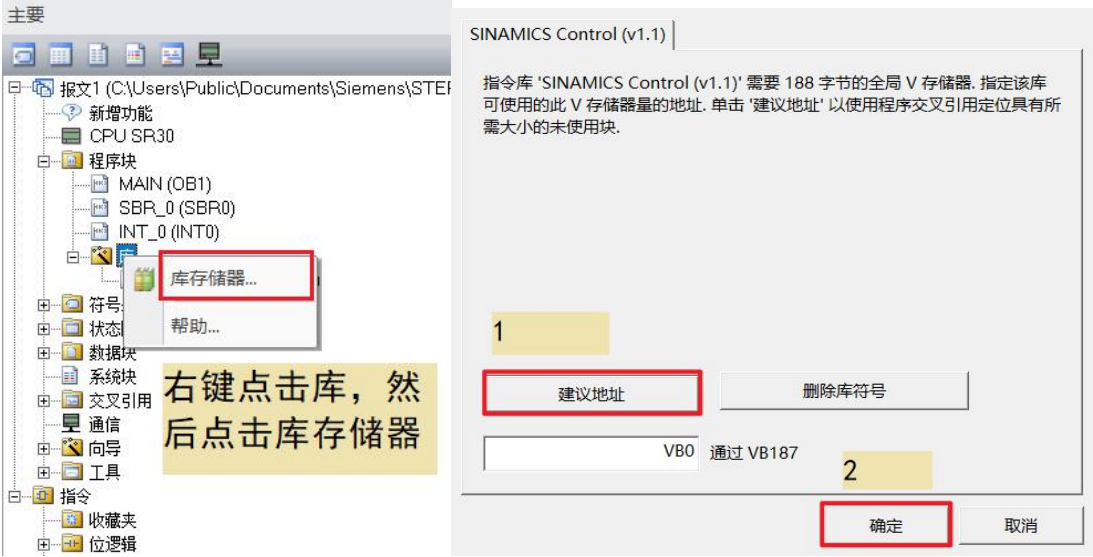 主要
报文1 (C:\Users\Public\Documents\Siemens\STEF
新增功能
CPU SR30
程序块
MAIN (OB1)
SBR_0 (SBR0)
INT_0 (INT0)
库
库存储器...
帮助...
符号
状态
数据块
系统块
交叉引用
通信
向导
工具
指令
收藏夹
位逻辑
右键点击库，然
后点击库存储器
SINAMICS Control (v1.1)
指令库 'SINAMICS Control (v1.1)' 需要 188 字节的全局 V 存储器. 指定该库
可使用的此 V 存储器量的地址. 单击 '建议地址' 以使用程序交叉引用定位具有所
需大小的未使用块.
1
建议地址
删除库符号
VB0 通过 VB187
2
确定
取消